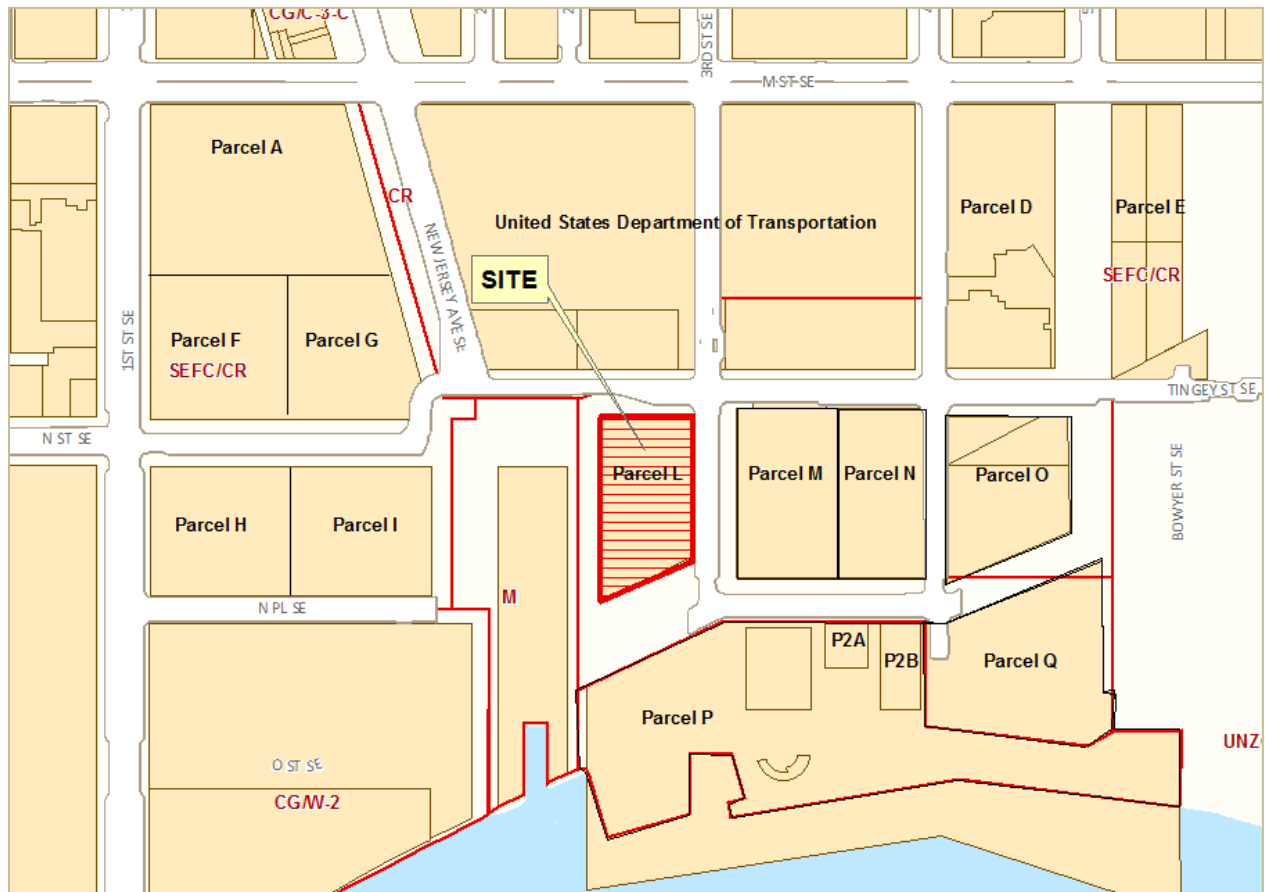 CG/C-3-C
3RD ST SE
M ST SE
Parcel A
CR
NEW JERSEY AVE SE
United States Department of Transportation
Parcel D
Parcel E
SITE
SEFC/CR
1ST ST SE
Parcel F
Parcel G
SEFC/CR
TINGEY ST SE
N ST SE
Parcel L
Parcel M
Parcel N
Parcel O
BOWYER ST SE
Parcel H
Parcel I
N PL SE
M
P2A
P2B
Parcel Q
Parcel P
UNZ
O ST SE
CG/W-2